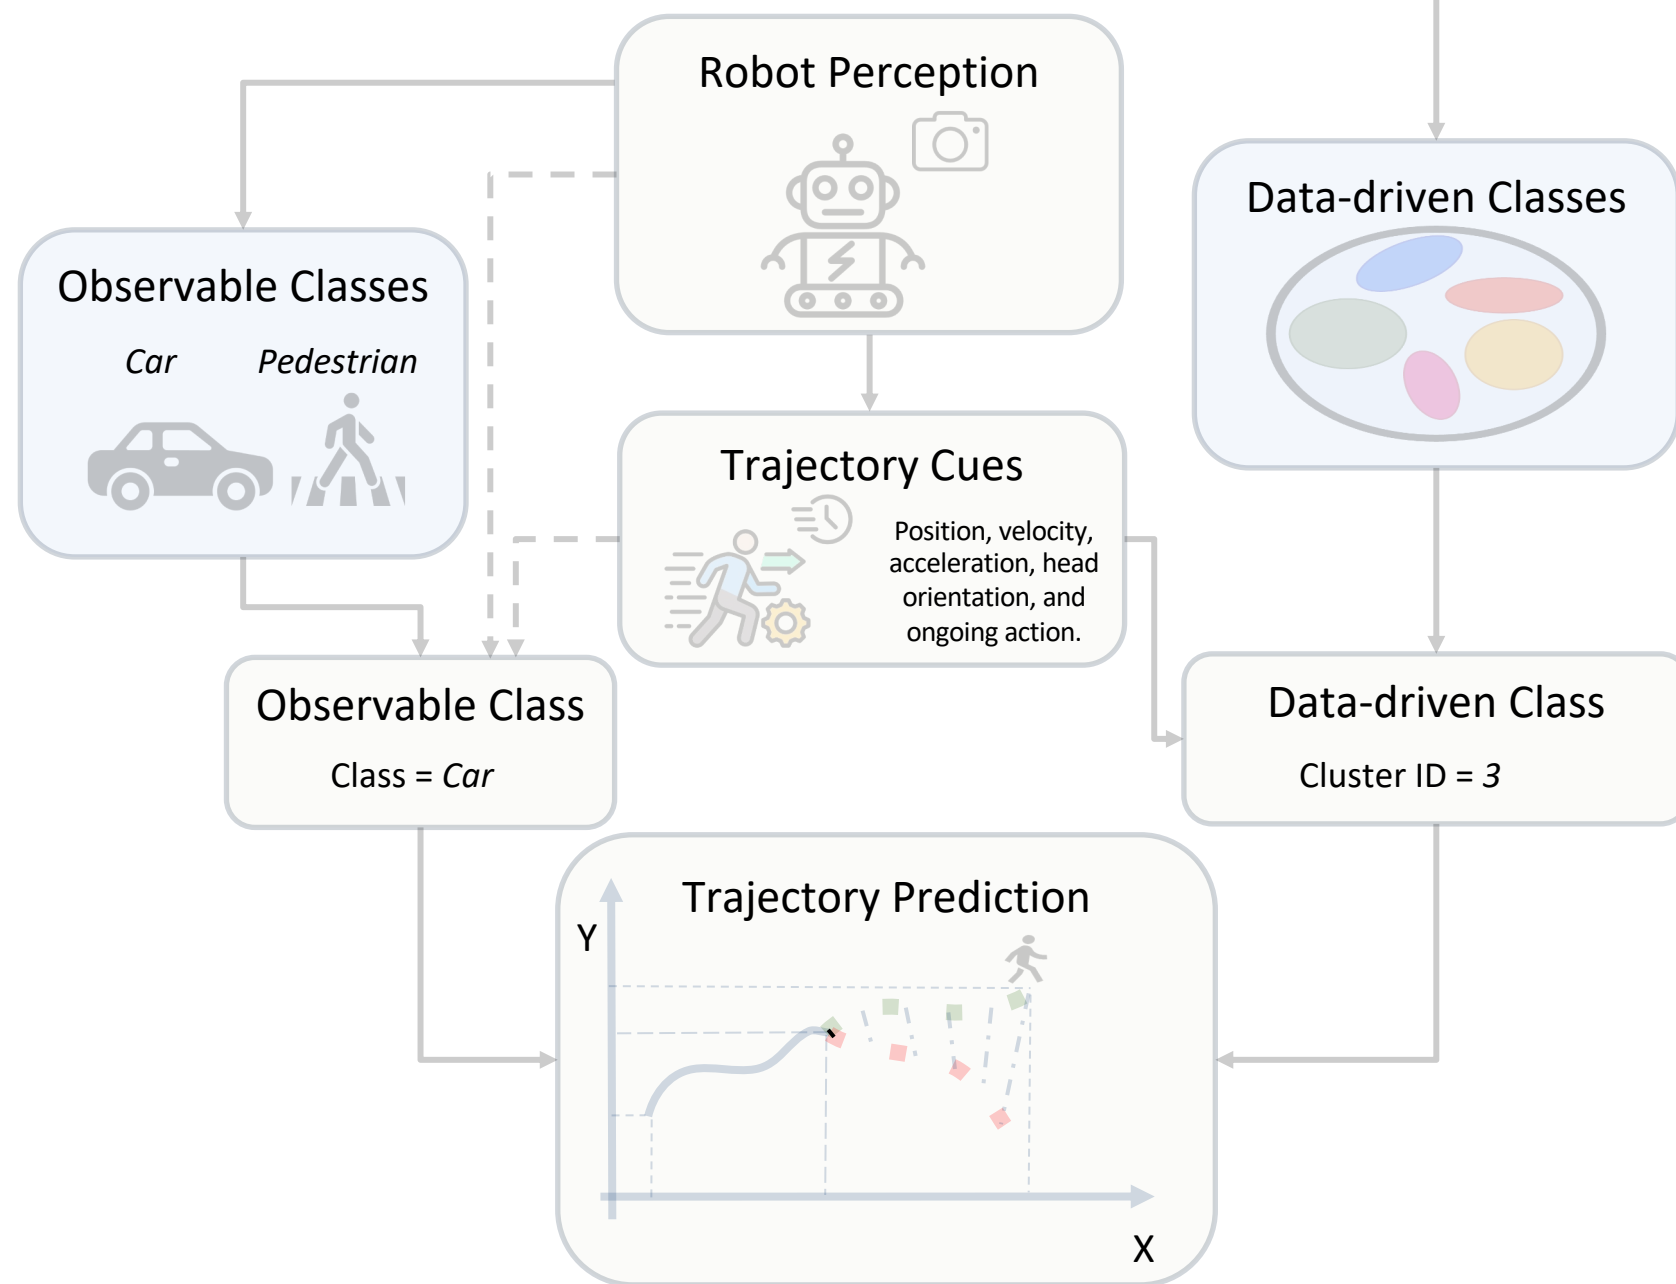 Robot Perception
Data-driven Classes
Observable Classes
Car Pedestrian
Trajectory Cues
Position, velocity,
acceleration, head
orientation, and
ongoing action.
Observable Class
Class = Car
Data-driven Class
Cluster ID = 3
Trajectory Prediction
Y
X